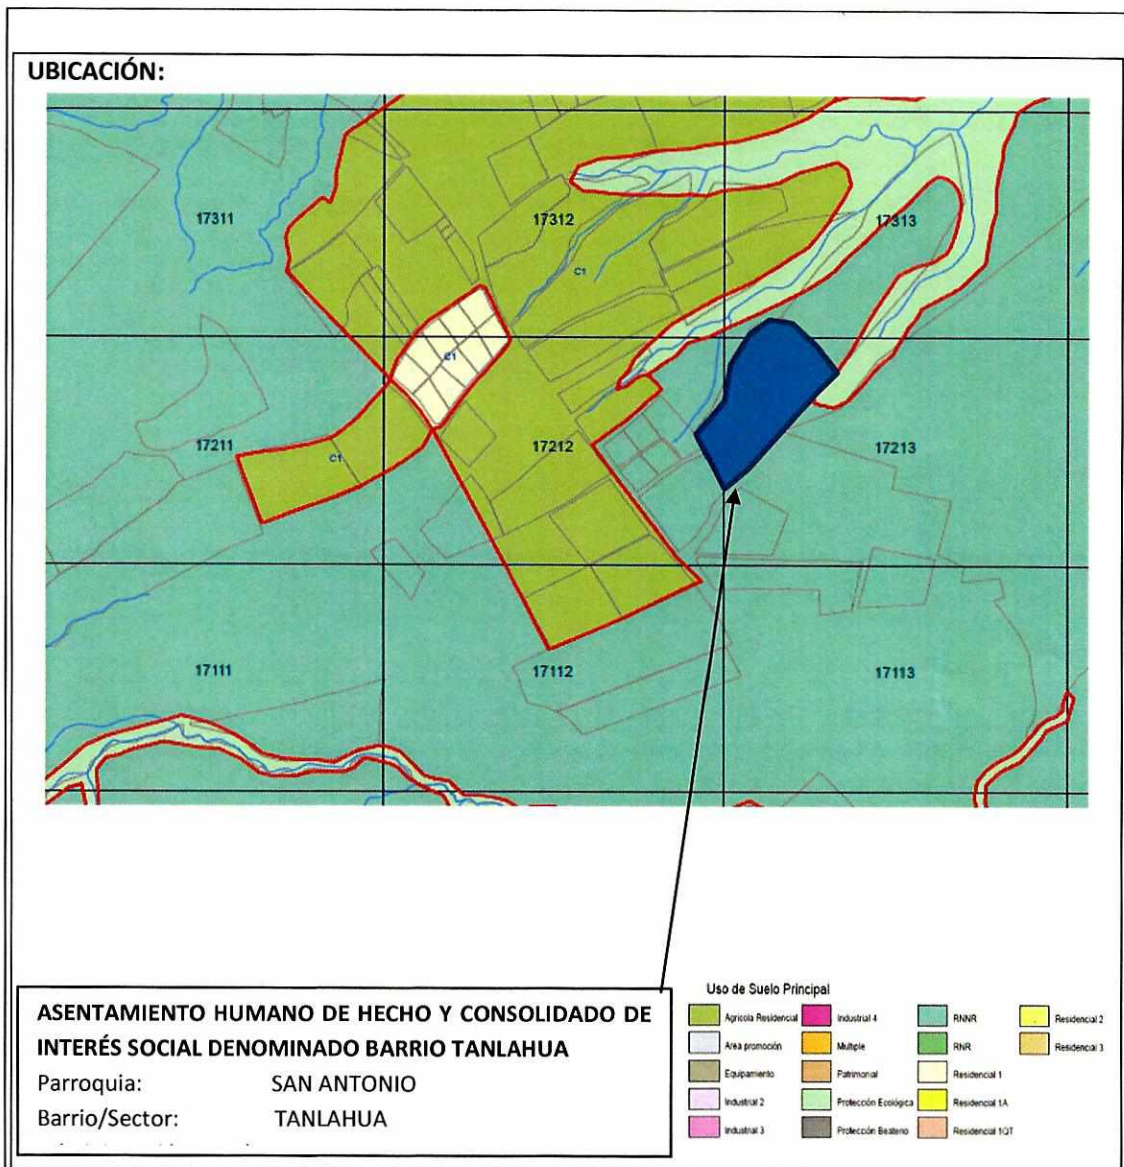 UBICACIÓN:
17311
17312
17313
C1
C1
17211
17212
17213
C1
17111
17112
17113
ASENTAMIENTO HUMANO DE HECHO Y CONSOLIDADO DE
INTERÉS SOCIAL DENOMINADO BARRIO TANLAHUA
Parroquia: SAN ANTONIO
Barrio/Sector: TANLAHUA
Uso de Suelo Principal
Agricola Residencial
Industrial 4
RNNR
Residencial 2
Area promoción
Multiple
RNR
Residencial 3
Equipamiento
Patrimonial
Residencial 1
Industrial 2
Protección Ecológica
Residencial 1A
Industrial 3
Protección Beaterio
Residencial 1QT